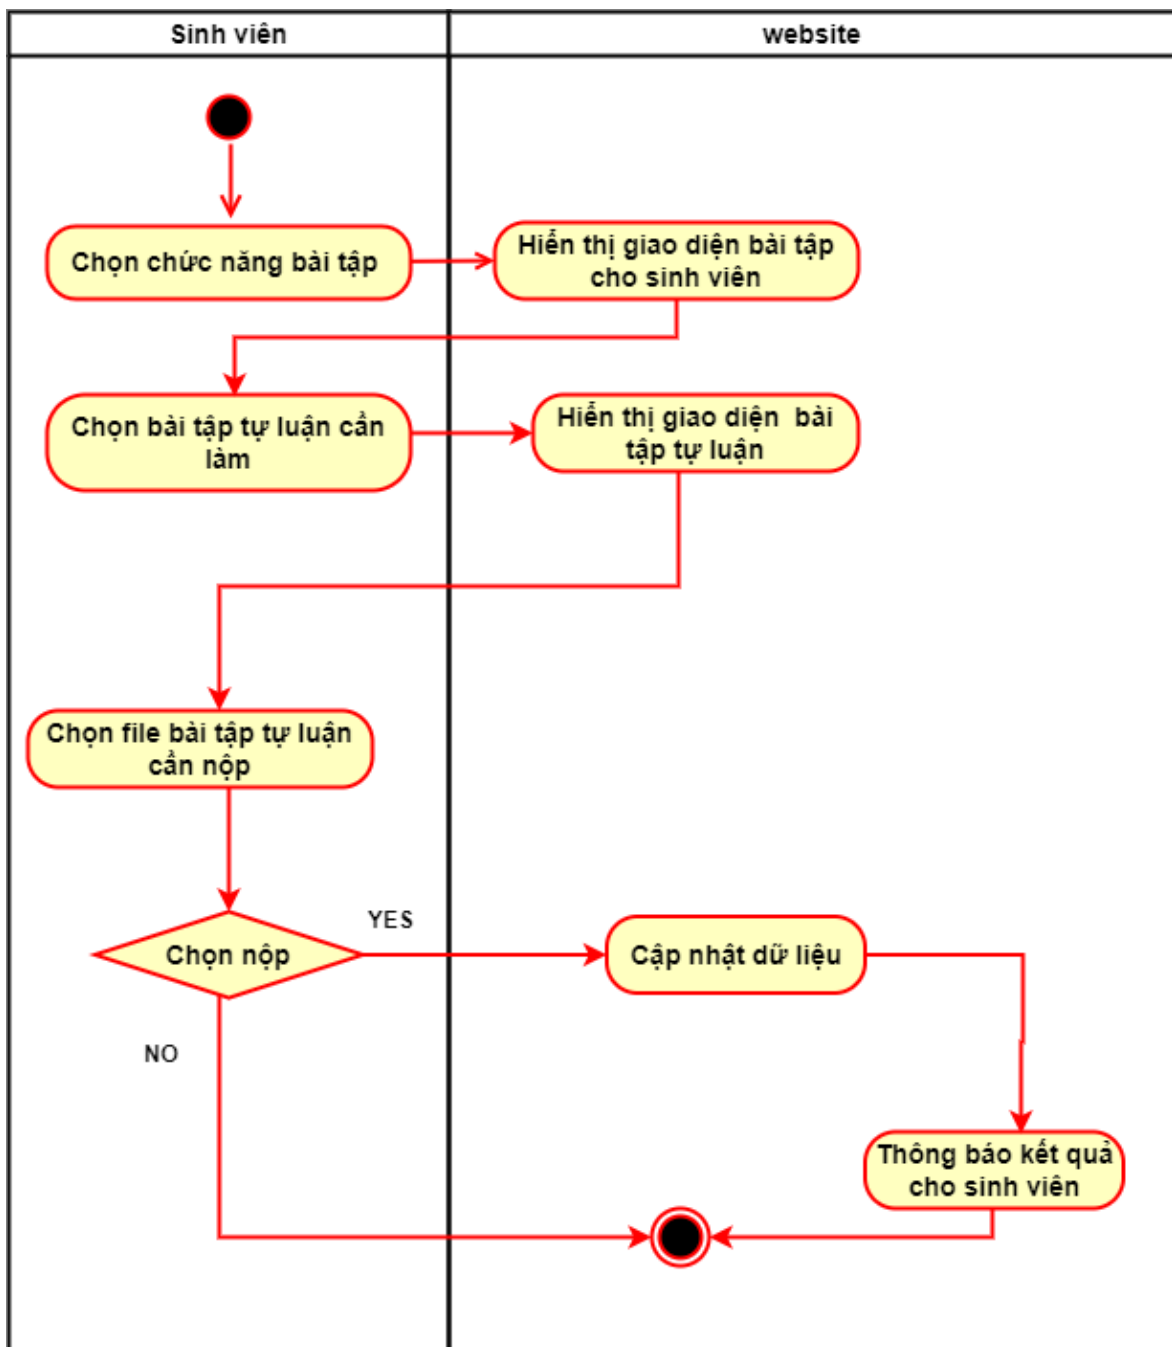 Sinh viên
website
Chọn chức năng bài tập
Hiển thị giao diện bài tập
cho sinh viên
Chọn bài tập tự luận cần
làm
Hiển thị giao diện  bài
tập tự luận
Chọn file bài tập tự luận
cần nộp
Chọn nộp
YES
Cập nhật dữ liệu
NO
Thông báo kết quả
cho sinh viên